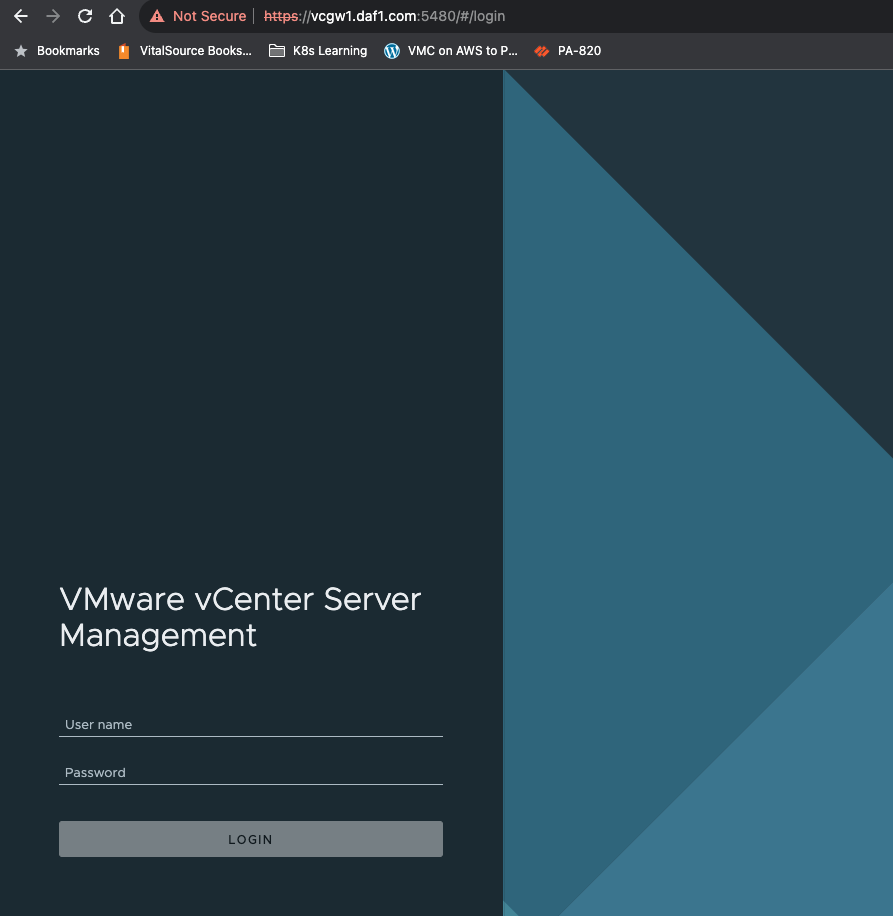 Not Secure https://vcgw1.daf1.com:5480/#/login
Bookmarks VitalSource Books... K8s Learning VMC on AWS to P... PA-820
VMware vCenter Server
Management
User name
Password
LOGIN